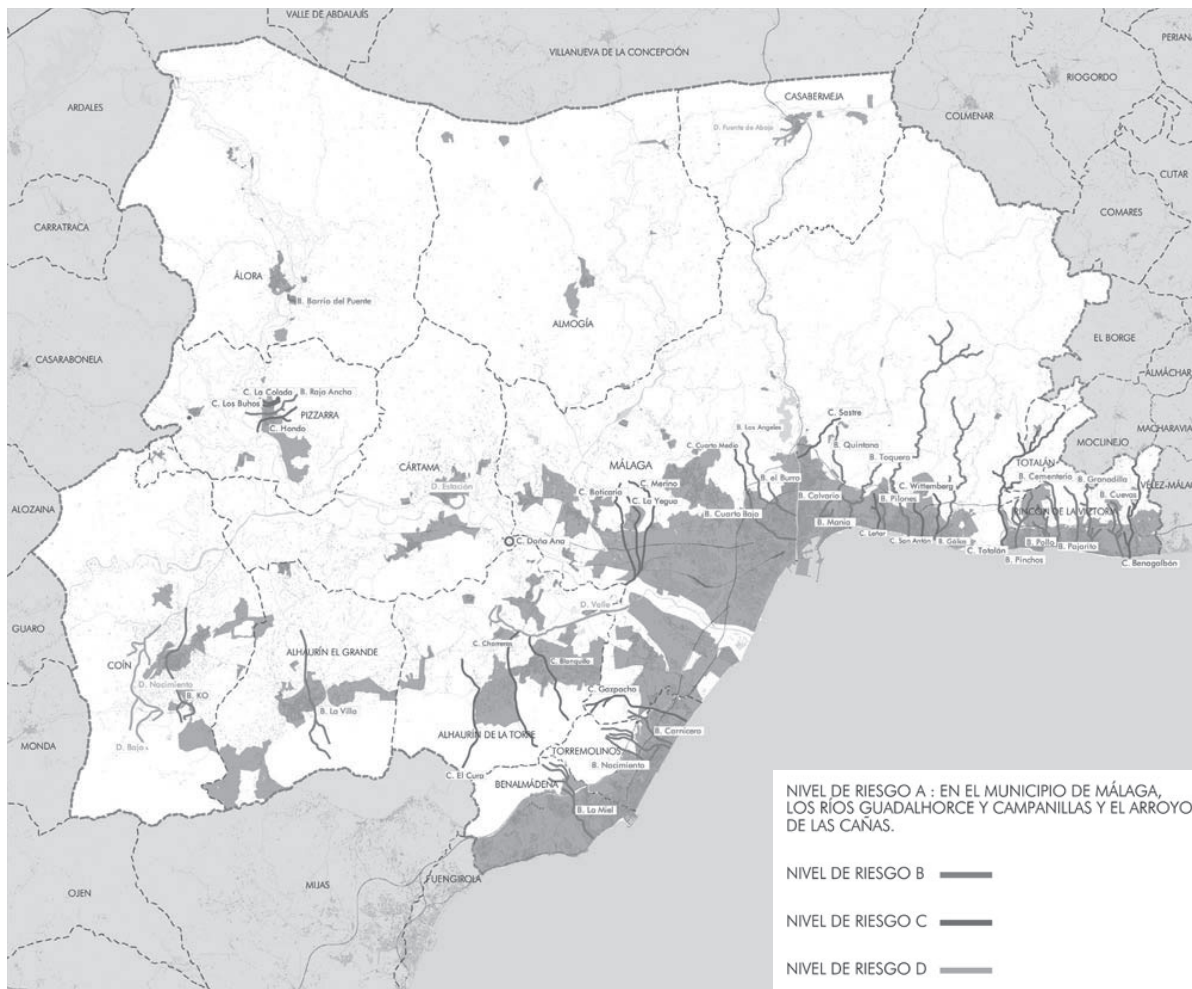 VALLE DE ABDALAJÍS
VILLANUEVA DE LA CONCEPCIÓN
PERIANA
RIOGORDO
ARDALES
CASABERMEJA
COLMENAR
D. Fuente de Abajo
CUTAR
CARRATRACA
COMARES
ÁLORA
B. Barrio del Puente
ALMOGÍA
EL BORGE
CASARABONELA
ALMÁCHAR
C. La Colada
B. Raja Ancha
C. Los Buhos
PIZZARRA
C. Hondo
C. Sastre
MACHARAVIA
B. Los Angeles
B. Quintana
MOCLINEJO
C. Cuarto Medio
B. Toquero
MÁLAGA
TOTALÁN
CÁRTAMA
B. el Burro
B. Cementerio
B. Granadilla
VÉLEZ-MÁLAGA
D. Estación
C. Merino
C. Wittemberg
C. Boticario
B. Calvario
B. Pilones
B. Cuevas
C. La Yegua
ALOZAINA
B. Cuarto Bajo
RINCÓN DE LA VICTORIA
B. Manía
C. Doña Ana
C. Leñar
C. San Antón
B. Gálica
B. Pollo
B. Pajarito
C. Totalán
B. Pinchos
C. Benagalbón
D. Valle
GUARO
C. Charreras
ALHAURÍN EL GRANDE
COÍN
C. Blanquillo
D. Nacimiento
B. KO
C. Gazpacho
B. La Villa
B. Carnicero
ALHAURÍN DE LA TORRE
MONDA
D. Bajo
TORREMOLINOS
B. Nacimiento
C. El Cura
BENALMÁDENA
B. La Miel
OJEN
MIJAS
FUENGIROLA
NIVEL DE RIESGO A : EN EL MUNICIPIO DE MÁLAGA,
LOS RÍOS GUADALHORCE Y CAMPANILLAS Y EL ARROYO
DE LAS CAÑAS.
NIVEL DE RIESGO B
NIVEL DE RIESGO C
NIVEL DE RIESGO D